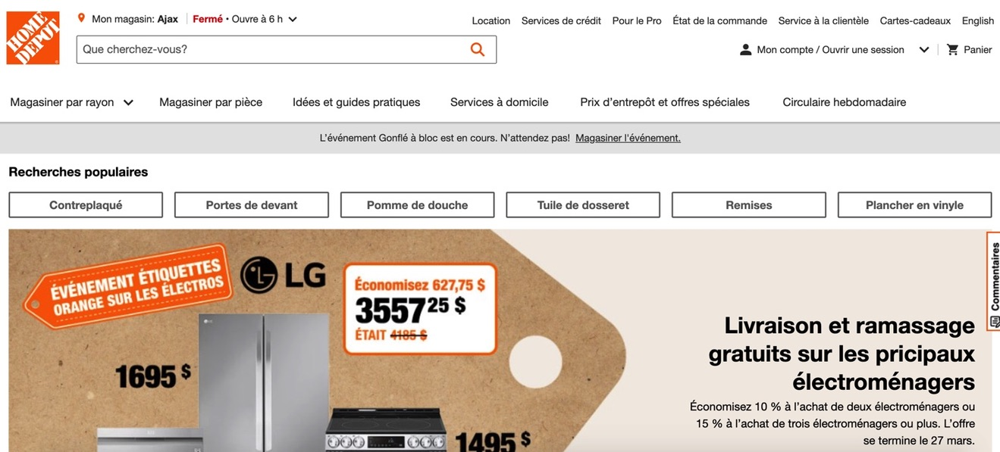 THE HOME DEPOT
Mon magasin: Ajax
Fermé • Ouvre à 6 h
Location
Services de crédit
Pour le Pro
État de la commande
Service à la clientèle
Cartes-cadeaux
English
Que cherchez-vous?
Mon compte / Ouvrir une session
Panier
Magasiner par rayon
Magasiner par pièce
Idées et guides pratiques
Services à domicile
Prix d’entrepôt et offres spéciales
Circulaire hebdomadaire
L’événement Gonflé à bloc est en cours. N’attendez pas! Magasiner l'événement.
Recherches populaires
Contreplaqué
Portes de devant
Pomme de douche
Tuile de dosseret
Remises
Plancher en vinyle
ÉVÉNEMENT ÉTIQUETTES
ORANGE SUR LES ÉLECTROS
LG
Économisez 627,75 $
3557 25 $
ÉTAIT 4185 $
1695 $
1495 $
Livraison et ramassage
gratuits sur les pricipaux
électroménagers
Économisez 10 % à l’achat de deux électroménagers ou
15 % à l’achat de trois électroménagers ou plus. L’offre
se termine le 27 mars.
Commentaires